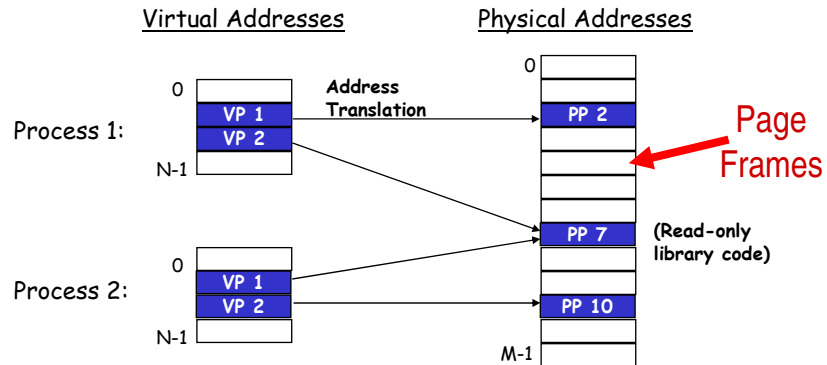 Virtual Addresses
Physical Addresses
0
0
Address
Translation
VP 1
PP 2
Process 1:
VP 2
Page
Frames
N-1
PP 7
(Read-only
library code)
0
VP 1
Process 2:
VP 2
PP 10
N-1
M-1